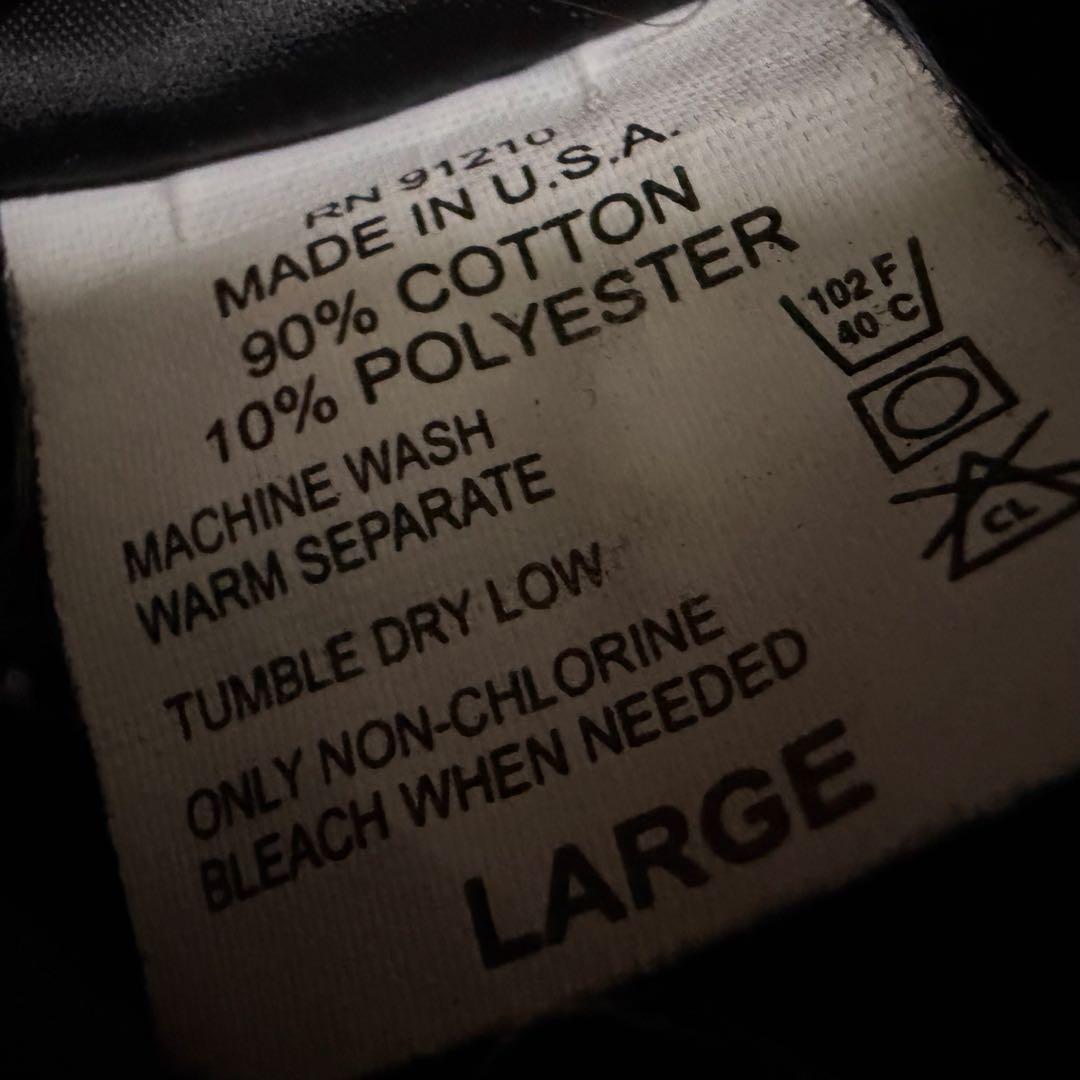 RN 91210
MADE IN U.S.A.
90% COTTON
10% POLYESTER
102 F
40 C
CL
MACHINE WASH
WARM SEPARATE
TUMBLE DRY LOW
ONLY NON-CHLORINE
BLEACH WHEN NEEDED
LARGE